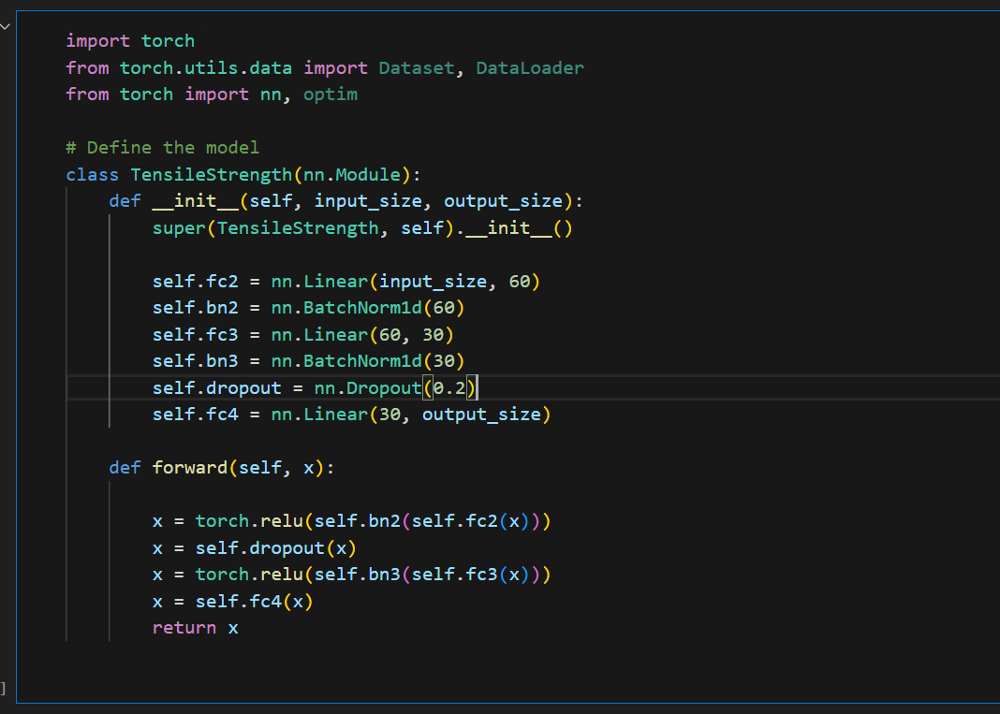 import torch
from torch.utils.data import Dataset, DataLoader
from torch import nn, optim

# Define the model
class TensileStrength(nn.Module):
    def __init__(self, input_size, output_size):
        super(TensileStrength, self).__init__()

        self.fc2 = nn.Linear(input_size, 60)
        self.bn2 = nn.BatchNorm1d(60)
        self.fc3 = nn.Linear(60, 30)
        self.bn3 = nn.BatchNorm1d(30)
        self.dropout = nn.Dropout(0.2)
        self.fc4 = nn.Linear(30, output_size)

    def forward(self, x):

        x = torch.relu(self.bn2(self.fc2(x)))
        x = self.dropout(x)
        x = torch.relu(self.bn3(self.fc3(x)))
        x = self.fc4(x)
        return x
]